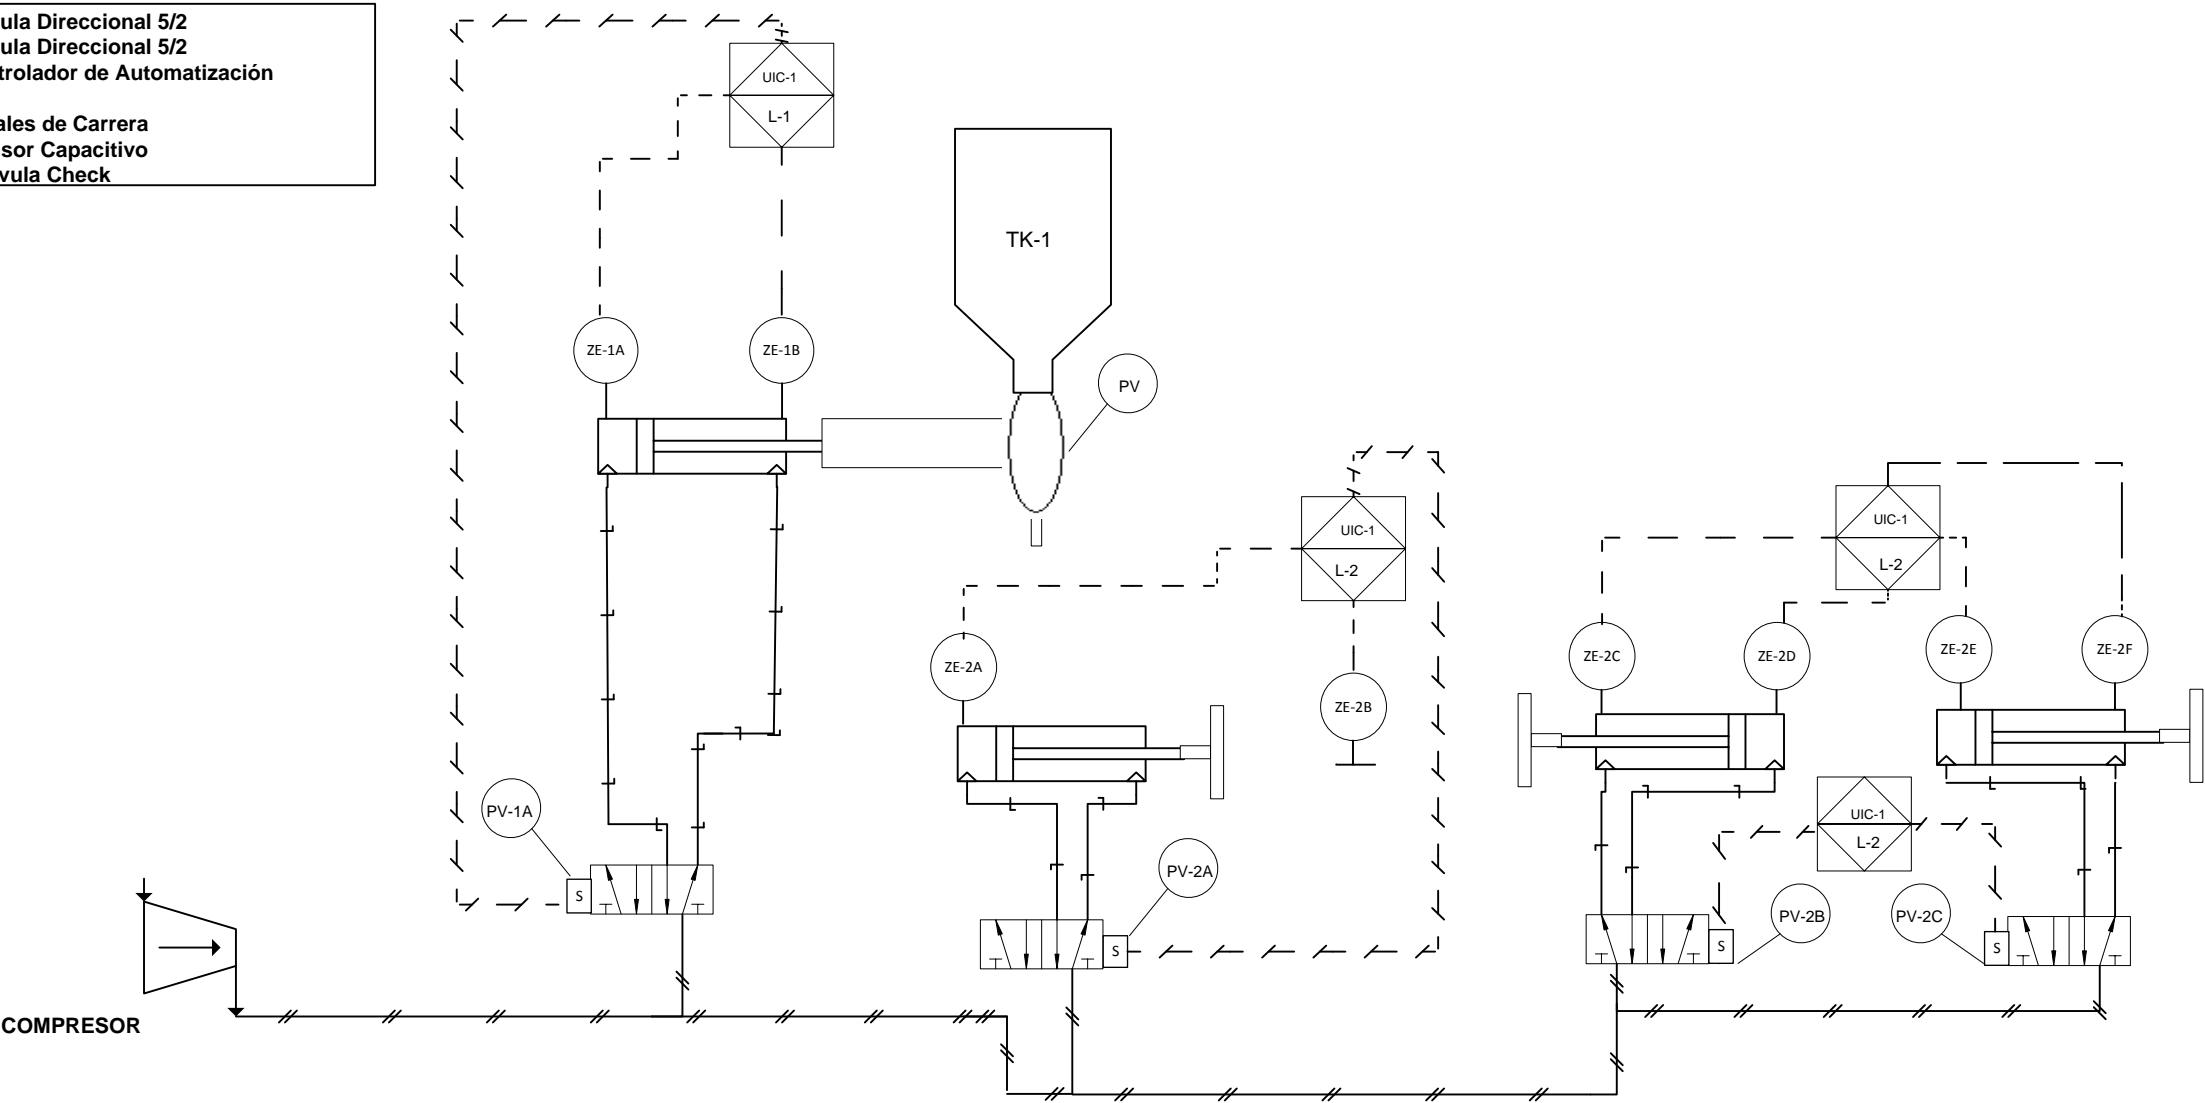 ula Direccional 5/2
ula Direccional 5/2
trolador de Automatización
ales de Carrera
sor Capacitivo
vula Check
UIC-1
L-1
TK-1
ZE-1A
ZE-1B
PV
UIC-1
L-2
UIC-1
L-2
ZE-2A
ZE-2B
ZE-2C
ZE-2D
ZE-2E
ZE-2F
PV-1A
UIC-1
L-2
PV-2A
S
PV-2B
PV-2C
S
S
S
COMPRESOR